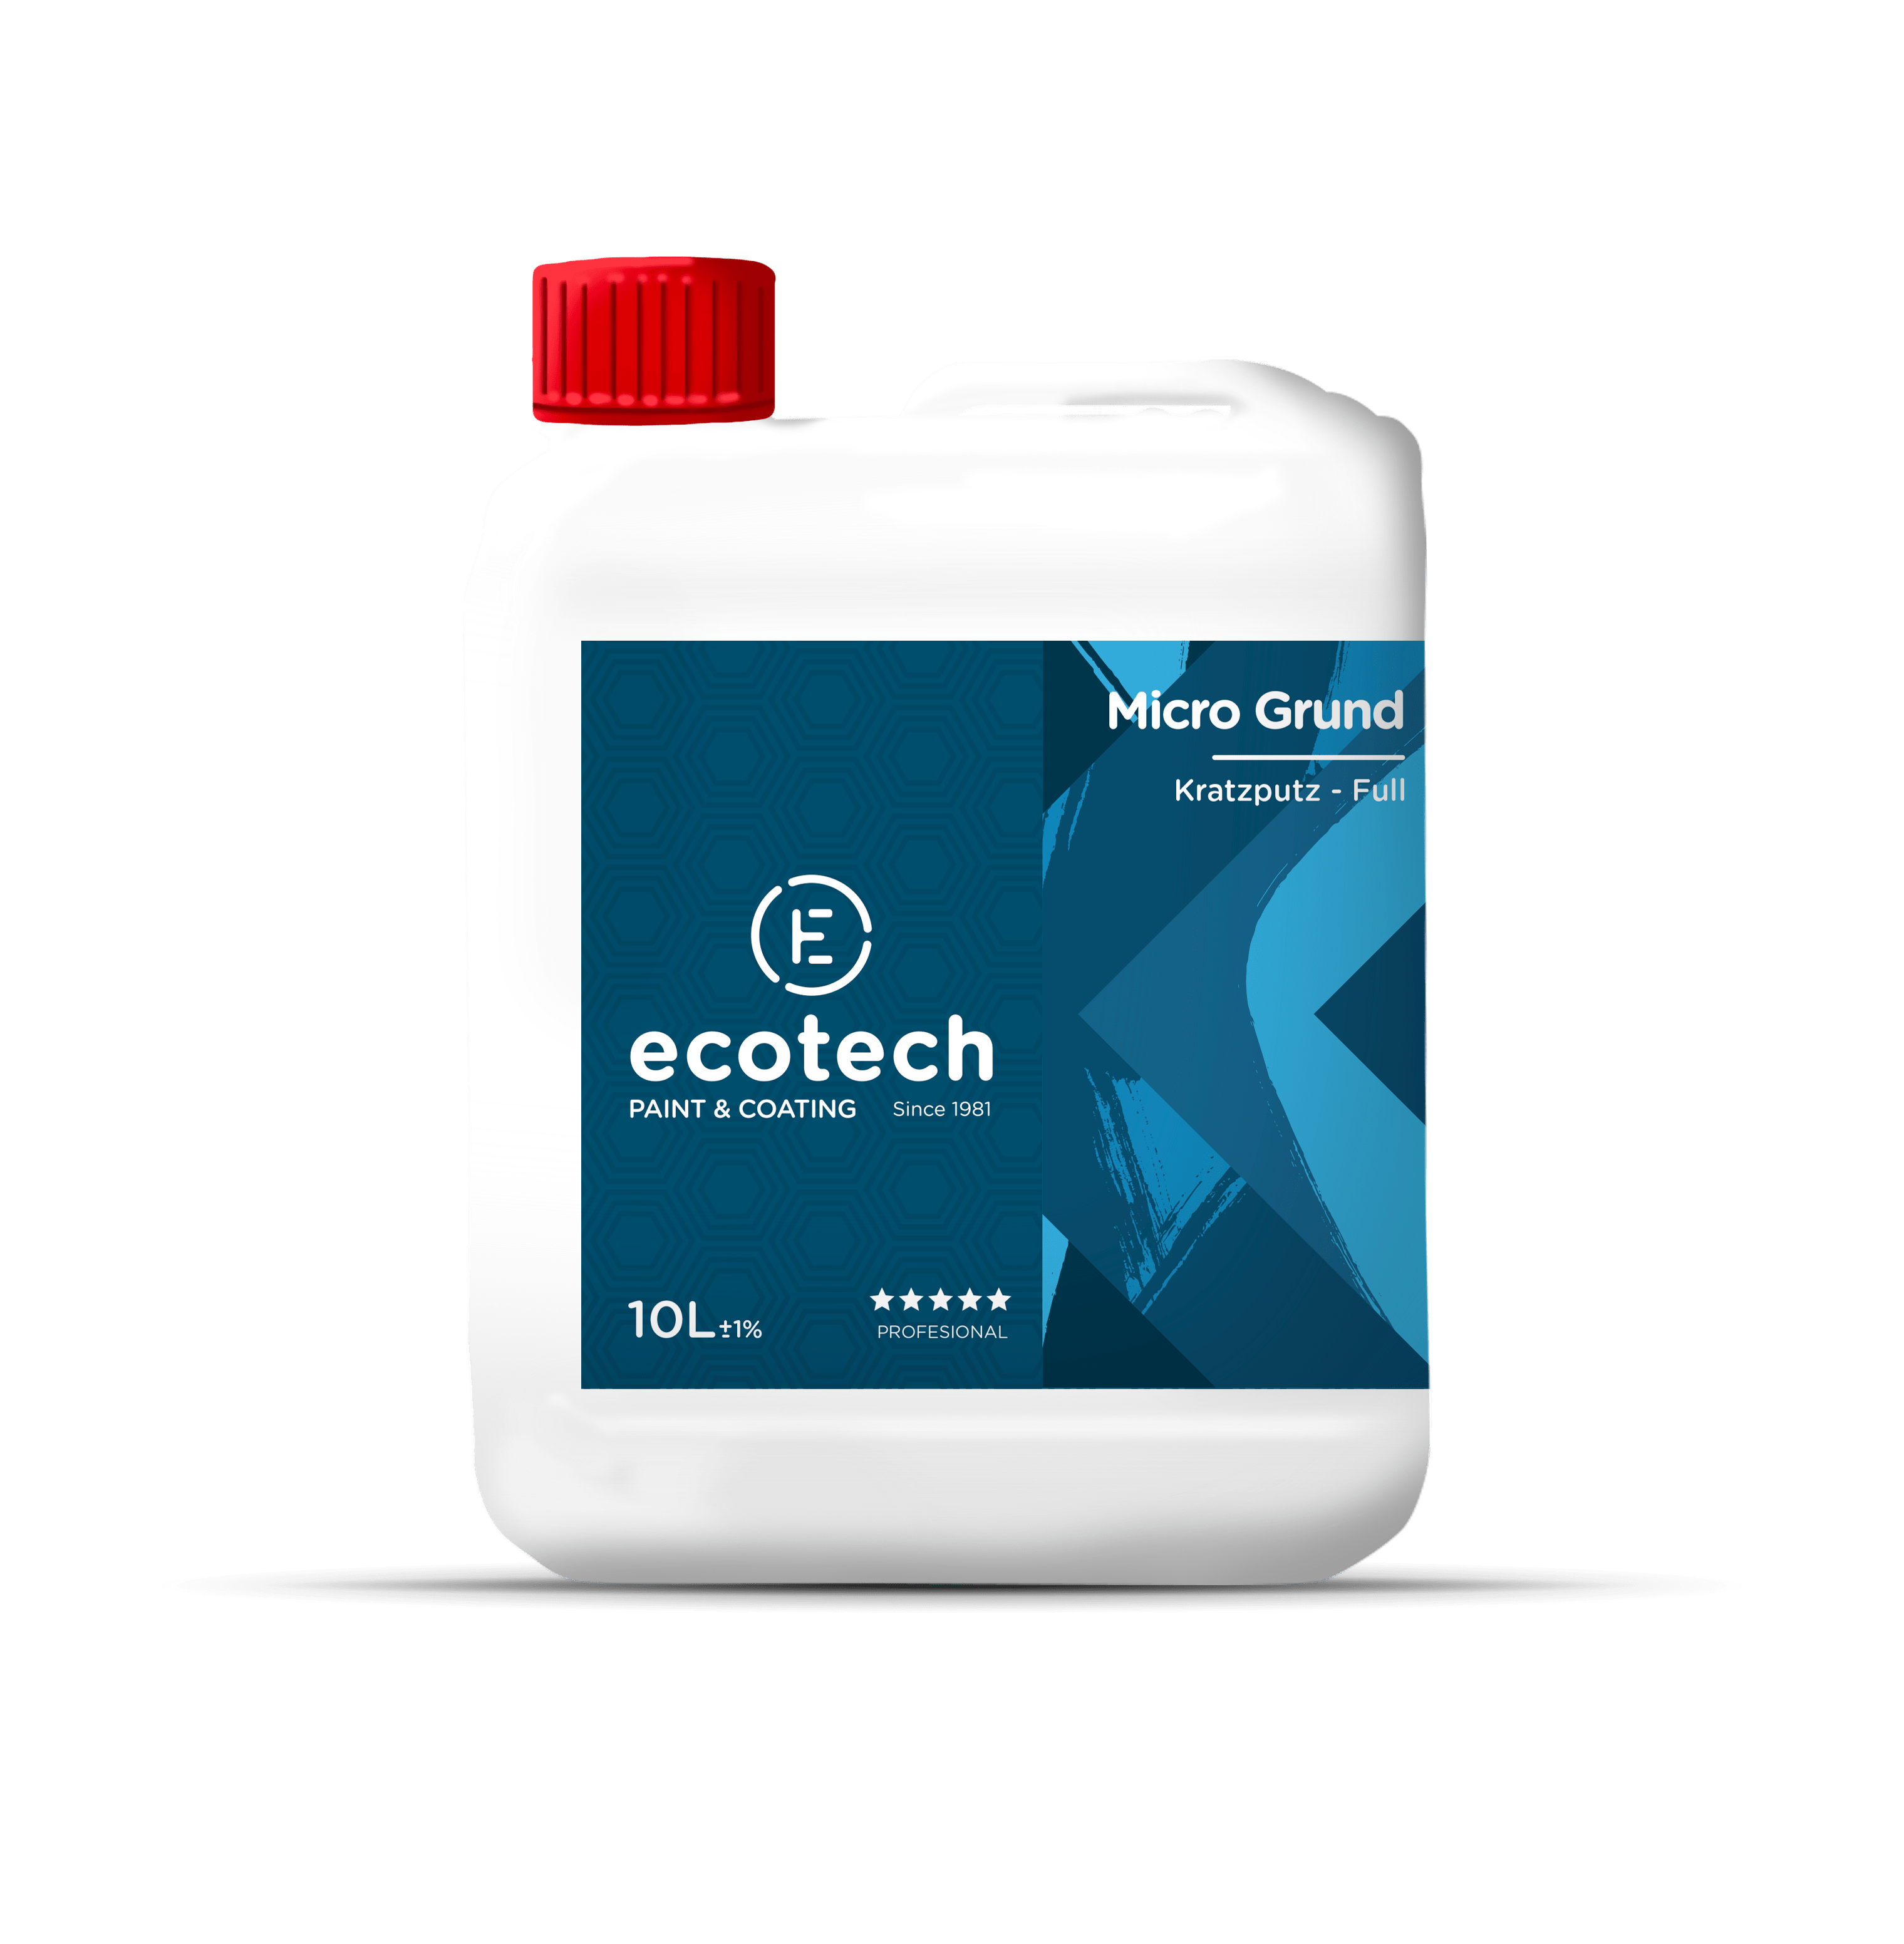 Micro Grund
Kratzputz - Full
E
ecotech
PAINT & COATING Since 1981
10L±1%
PROFESIONAL